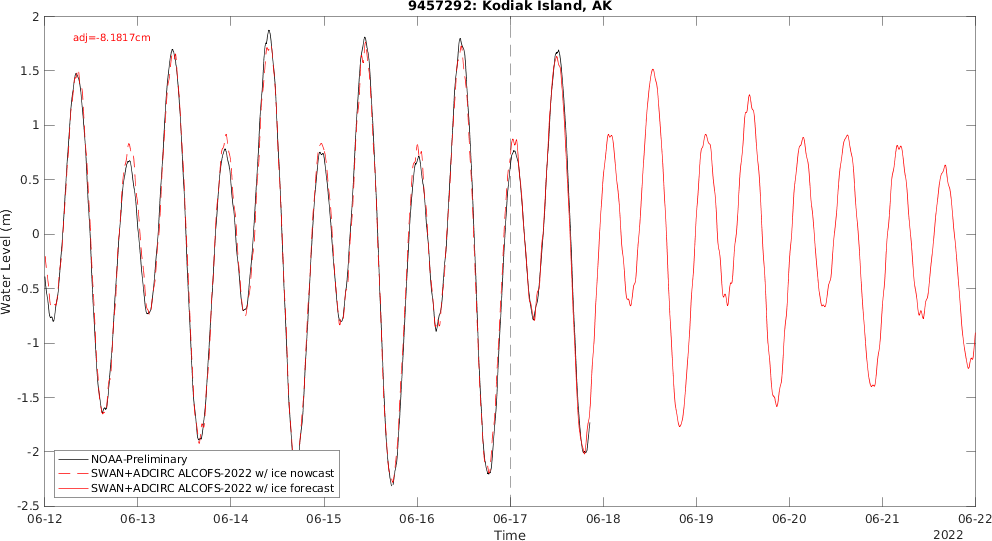 9457292: Kodiak Island, AK
adj=-8.1817cm
2
1.5
1
0.5
0
-0.5
-1
-1.5
-2
-2.5
Water Level (m)
NOAA-Preliminary
SWAN+ADCIRC ALCOFS-2022 w/ ice nowcast
SWAN+ADCIRC ALCOFS-2022 w/ ice forecast
06-12 06-13 06-14 06-15 06-16 06-17 06-18 06-19 06-20 06-21 06-22
Time
2022